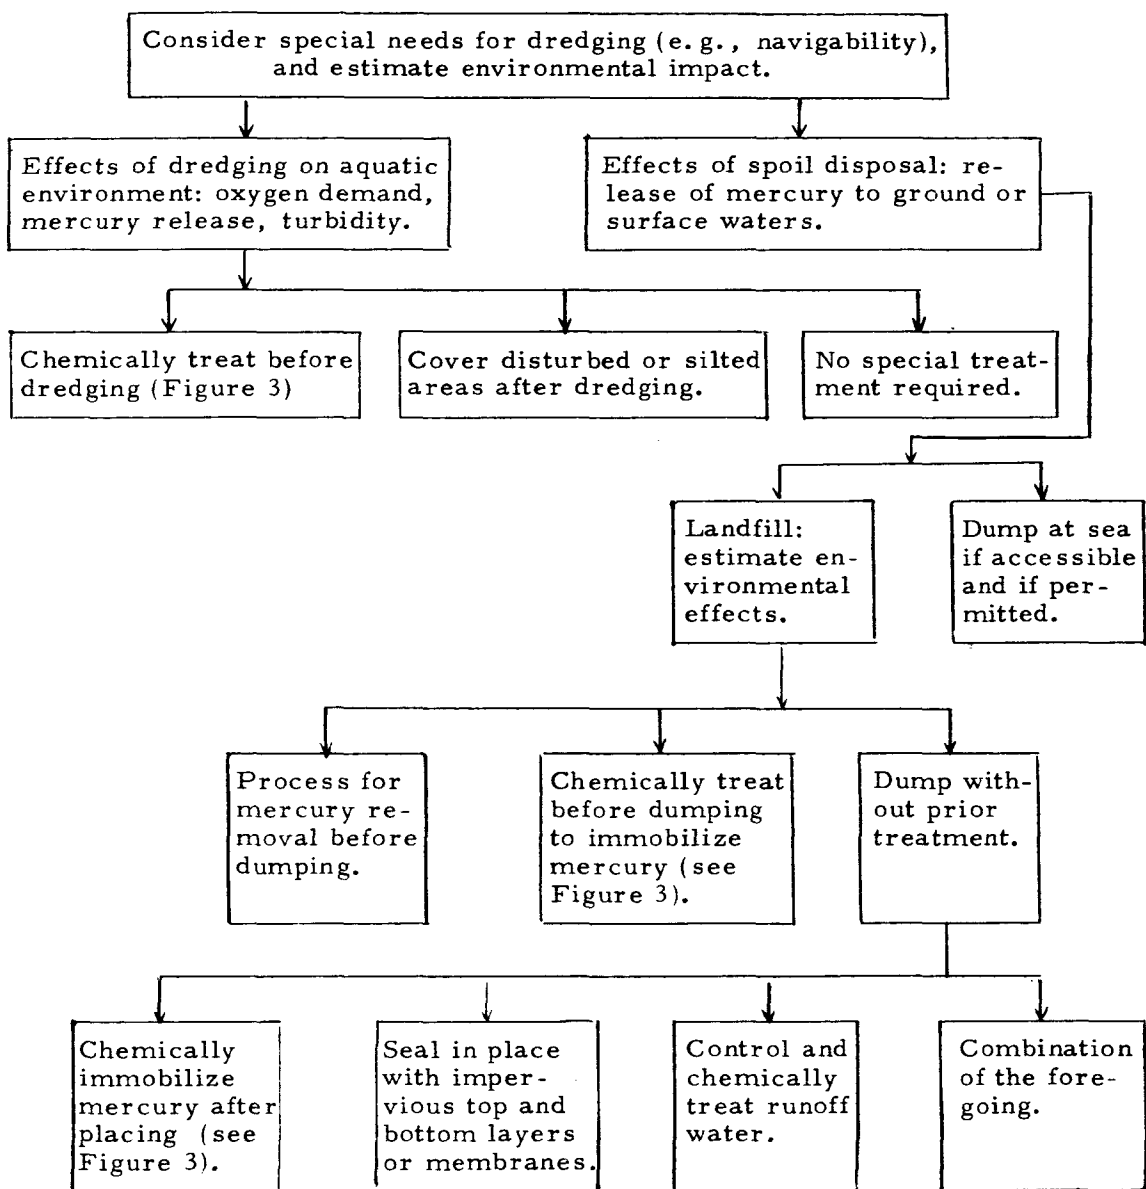 Consider special needs for dredging (e.g., navigability),
and estimate environmental impact.
Effects of dredging on aquatic
environment: oxygen demand,
mercury release, turbidity.
Effects of spoil disposal: re-
lease of mercury to ground or
surface waters.
Chemically treat before
dredging (Figure 3)
Cover disturbed or silted
areas after dredging.
No special treat-
ment required.
Landfill:
estimate en-
vironmental
effects.
Dump at sea
if accessible
and if per-
mitted.
Process for
mercury re-
moval before
dumping.
Chemically treat
before dumping
to immobilize
mercury (see
Figure 3).
Dump with-
out prior
treatment.
Chemically
immobilize
mercury after
placing (see
Figure 3).
Seal in place
with imper-
vious top and
bottom layers
or membranes.
Control and
chemically
treat runoff
water.
Combination
of the fore-
going.